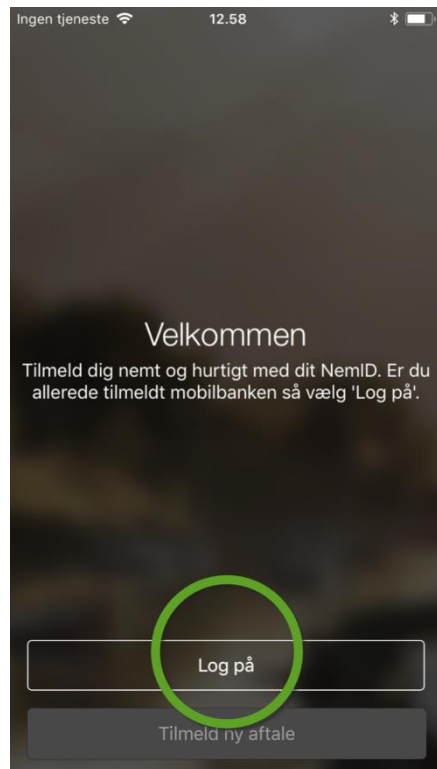 Ingen tjeneste 12.58
Velkommen
Tilmeld dig nemt og hurtigt med dit NemID. Er du
allerede tilmeldt mobilbanken så vælg 'Log på'.
Log på
Tilmeld ny aftale